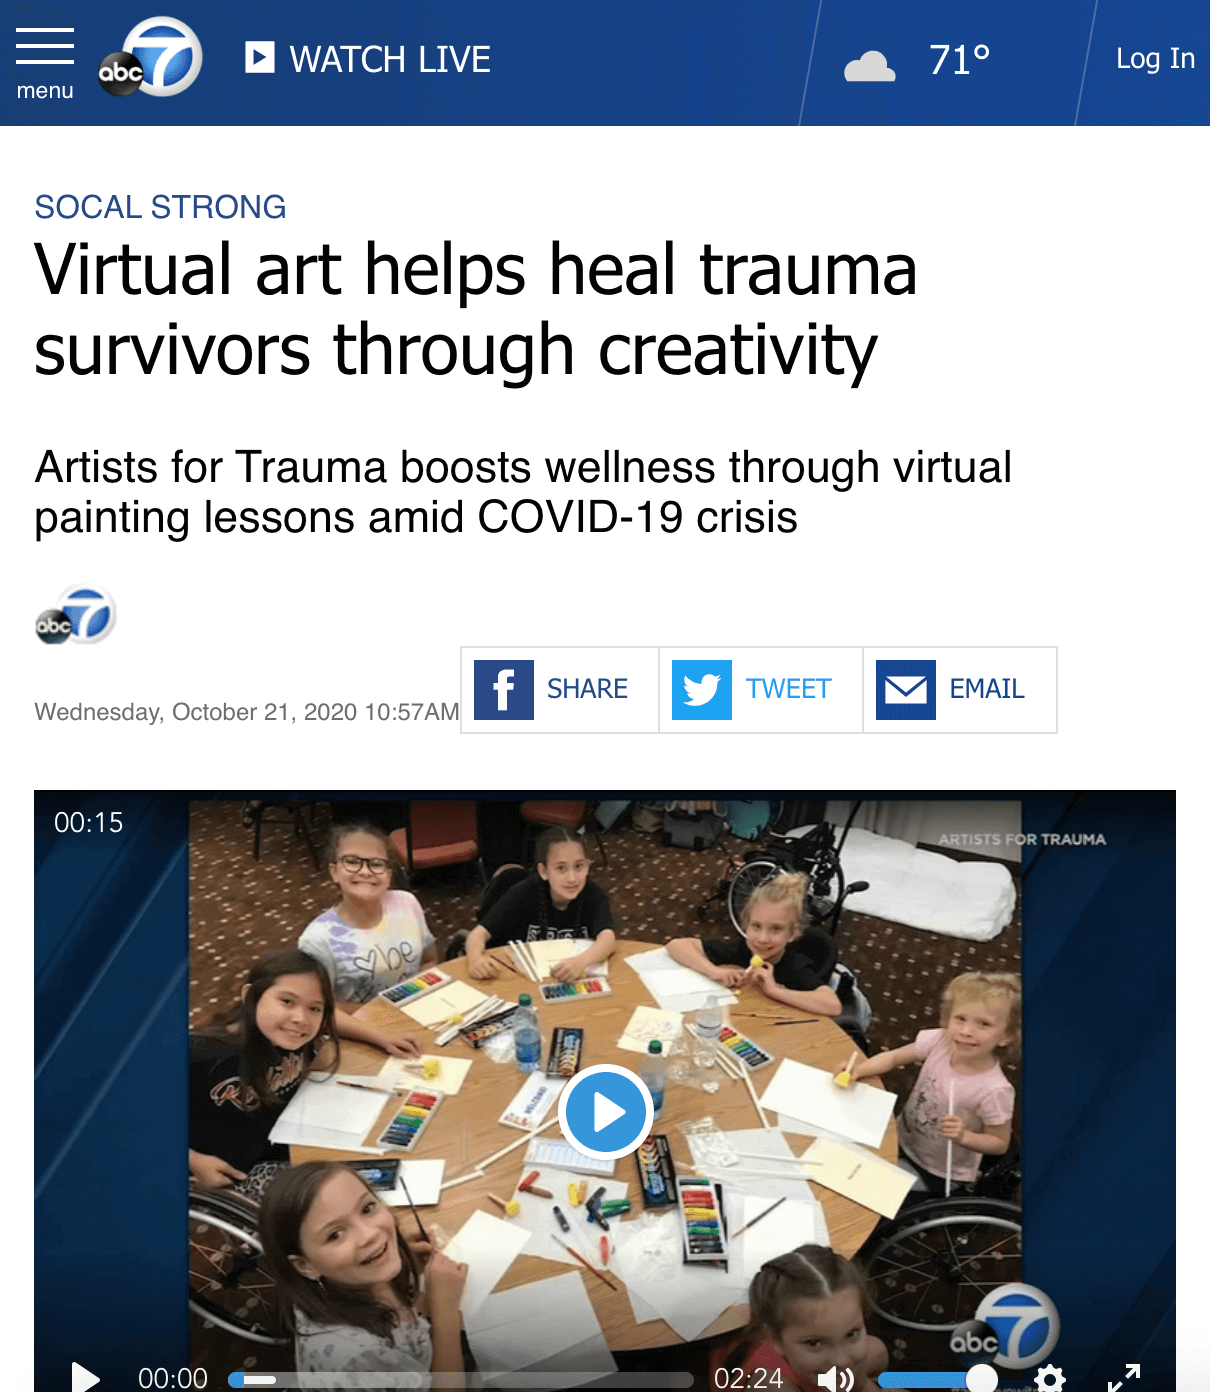 menu
abc 7
WATCH LIVE
71°
Log In
SOCAL STRONG
Virtual art helps heal trauma
survivors through creativity
Artists for Trauma boosts wellness through virtual
painting lessons amid COVID-19 crisis
abc 7
Wednesday, October 21, 2020 10:57AM
SHARE
TWEET
EMAIL
00:15
ARTISTS FOR TRAUMA
be
abc 7
00:00
02:24